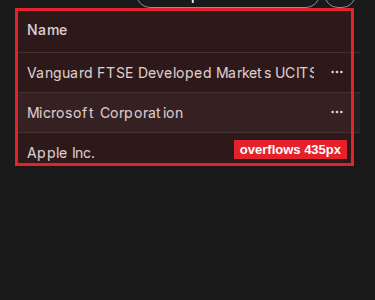 Name
Vanguard FTSE Developed Markets UCITS
Microsoft Corporation
Apple Inc.
overflows 435px